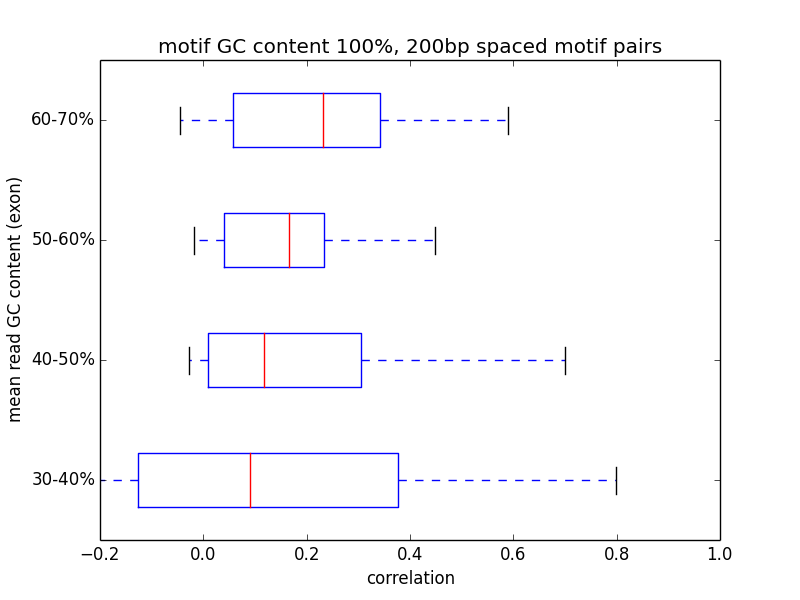 motif GC content 100%, 200bp spaced motif pairs
mean read GC content (exon)
60-70%
50-60%
40-50%
30-40%
−0.2 0.0 0.2 0.4 0.6 0.8 1.0
correlation